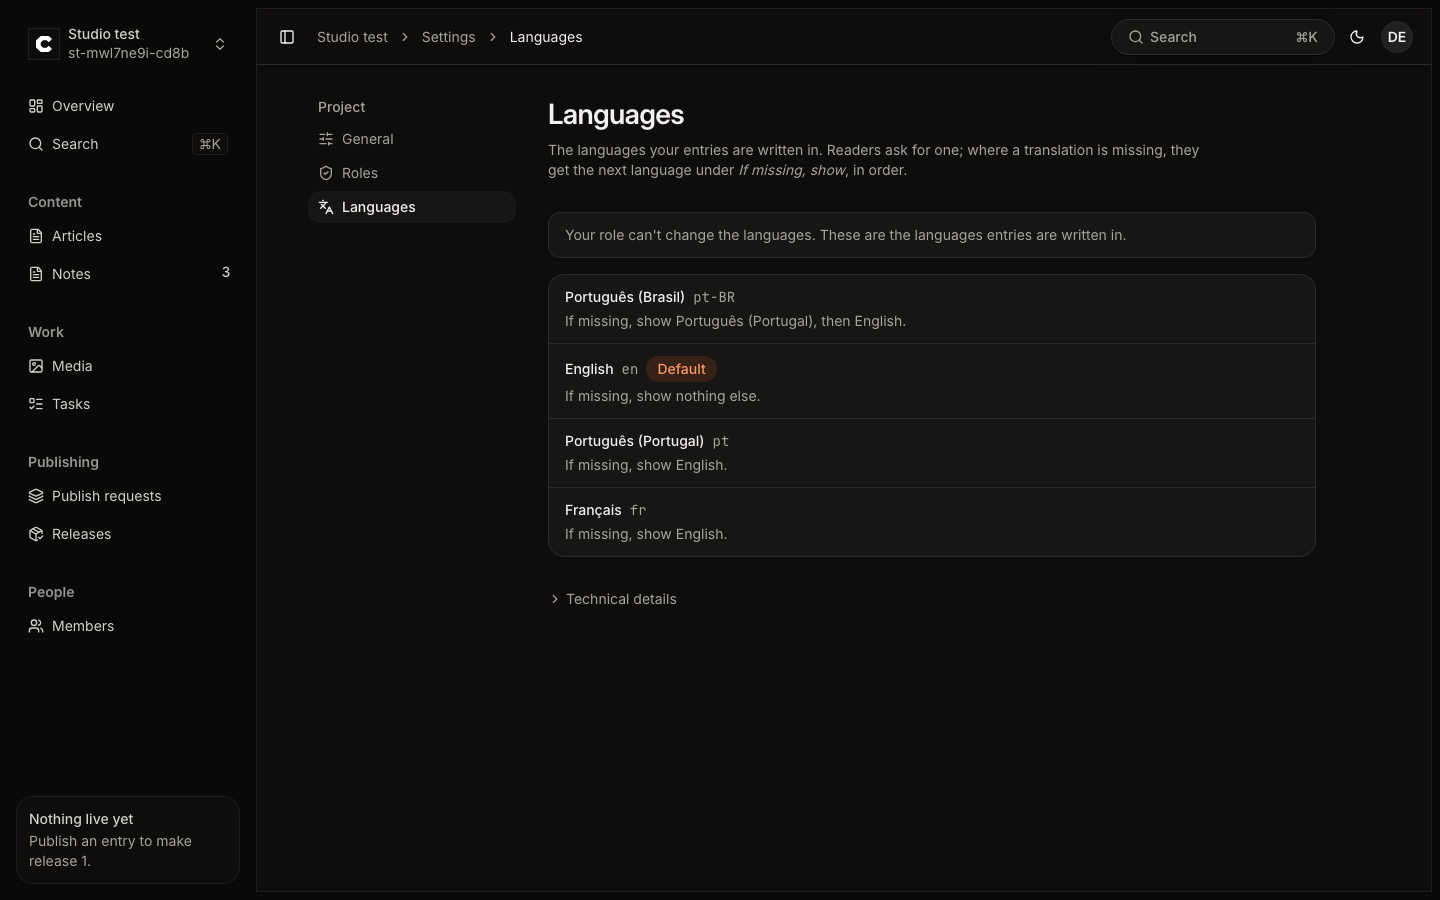 Studio test
st-mwl7ne9i-cd8b
Overview
Search ⌘K
Content
Articles
Notes 3
Work
Media
Tasks
Publishing
Publish requests
Releases
People
Members
Nothing live yet
Publish an entry to make
release 1.
Studio test > Settings > Languages
Search ⌘K
DE
Project
General
Roles
Languages
Languages
The languages your entries are written in. Readers ask for one; where a translation is missing, they
get the next language under If missing, show, in order.
Your role can't change the languages. These are the languages entries are written in.
Português (Brasil) pt-BR
If missing, show Português (Portugal), then English.
English en Default
If missing, show nothing else.
Português (Portugal) pt
If missing, show English.
Français fr
If missing, show English.
Technical details